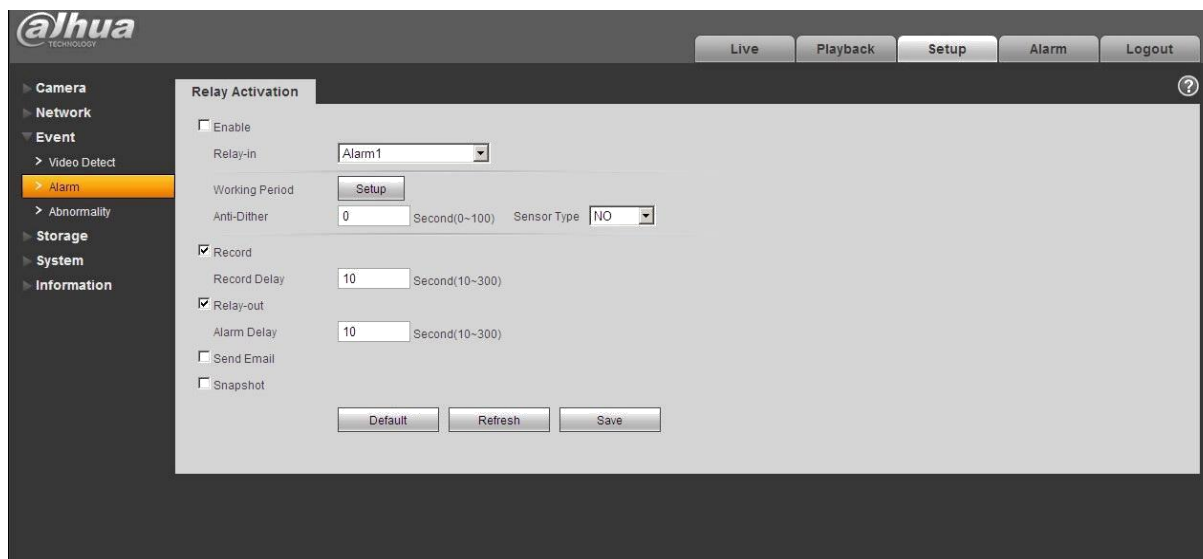 alhua
TECHNOLOGY
Live Playback Setup Alarm Logout
Camera
Network
Event
> Video Detect
> Alarm
> Abnormality
Storage
System
Information
Relay Activation
?
Enable
Relay-in Alarm1
Working Period Setup
Anti-Dither 0 Second(0~100) Sensor Type NO
Record
Record Delay 10 Second(10~300)
Relay-out
Alarm Delay 10 Second(10~300)
Send Email
Snapshot
Default Refresh Save